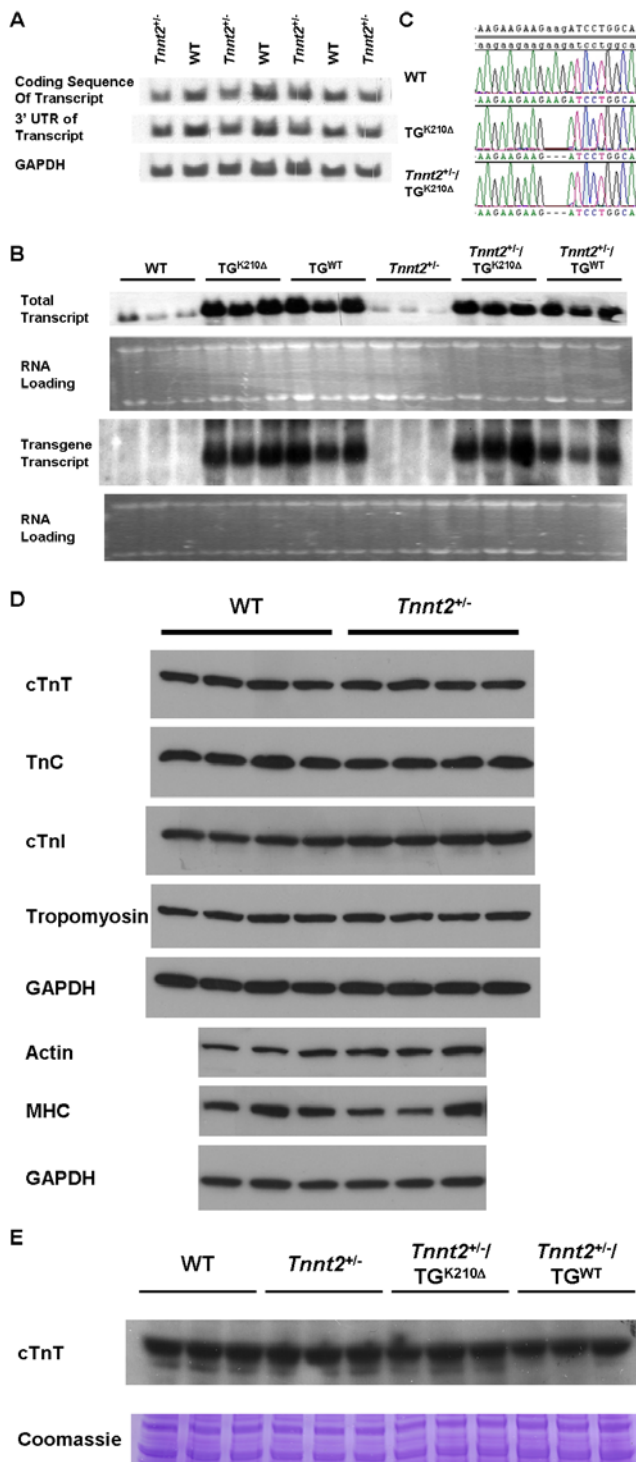 A
Tnnt2+/-
WT
Tnnt2+/-
WT
Tnnt2+/-
WT
Tnnt2+/-
Coding Sequence
Of Transcript
3' UTR of
Transcript
GAPDH
C
AAGAAGAAGaagATCCTGGCA
aagaagaagaagatcctggca
WT
AAGAAGAAGAAGATCCTGGCA
TGK210Δ
AAGAAGAAG---ATCCTGGCA
Tnnt2+/-/
TGK210Δ
AAGAAGAAG---ATCCTGGCA
B
WT
TGK210Δ
TGWT
Tnnt2+/-
Tnnt2+/-/
TGK210Δ
Tnnt2+/-/
TGWT
Total
Transcript
RNA
Loading
Transgene
Transcript
RNA
Loading
D
WT
Tnnt2+/-
cTnT
TnC
cTnI
Tropomyosin
GAPDH
Actin
MHC
GAPDH
E
WT
Tnnt2+/-
Tnnt2+/-/
TGK210Δ
Tnnt2+/-/
TGWT
cTnT
Coomassie